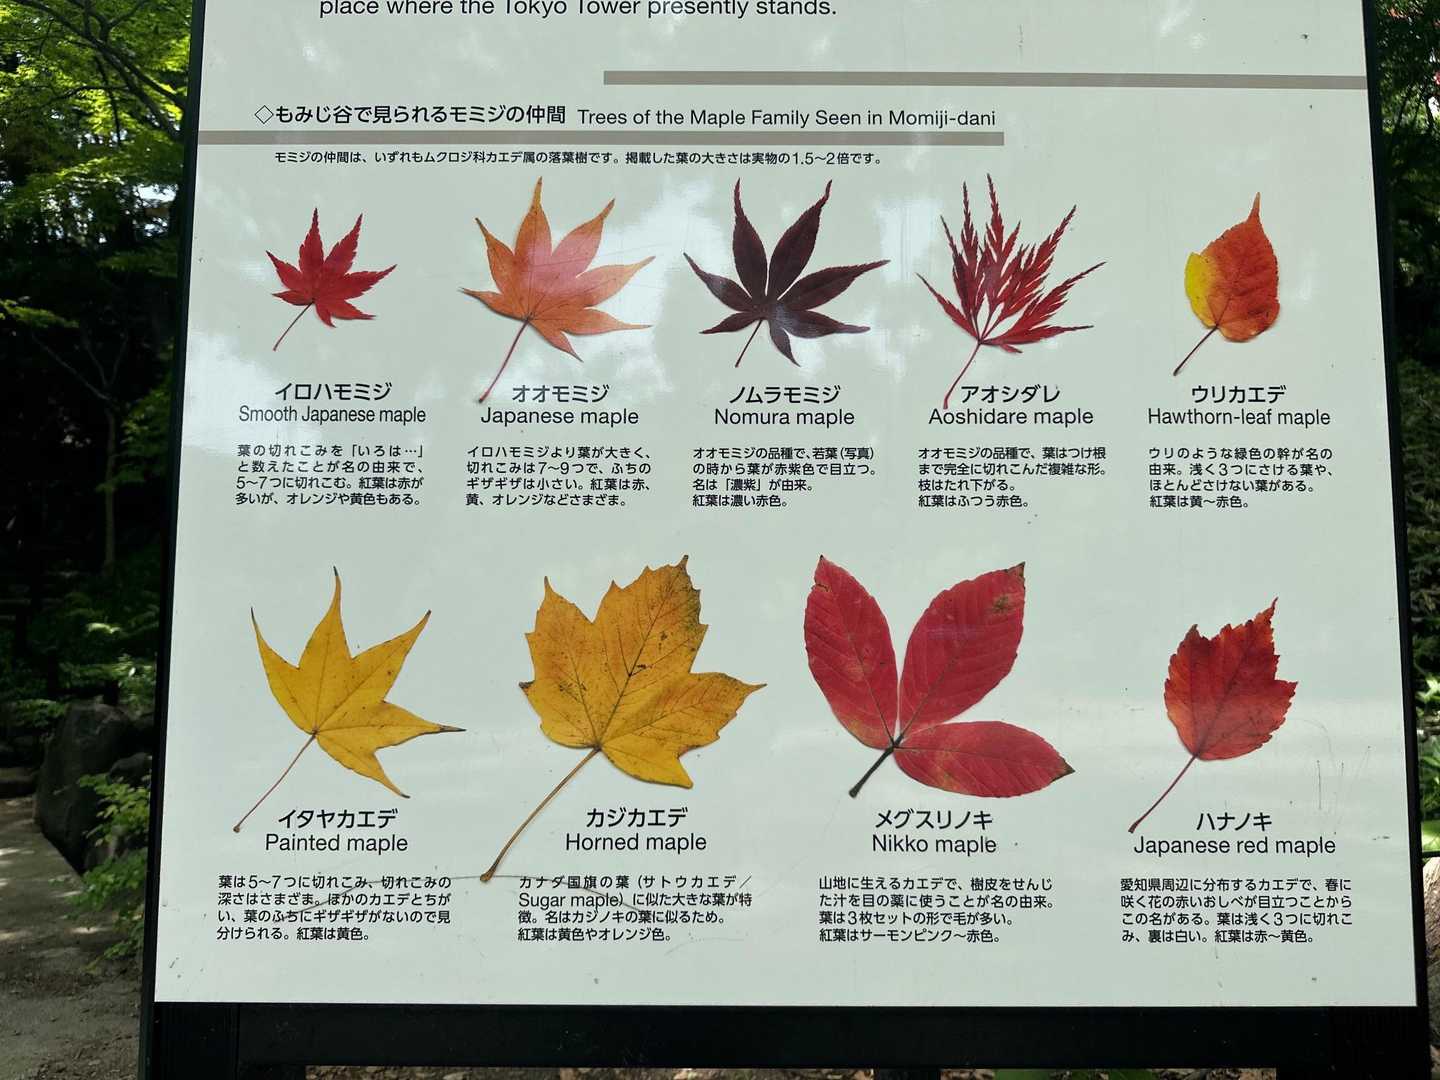 place where the Tokyo Tower presently stands.
◇もみじ谷で見られるモミジの仲間 Trees of the Maple Family Seen in Momiji-dani
モミジの仲間は、いずれもムクロジ科カエデ属の落葉樹です。掲載した葉の大きさは実物の1.5～2倍です。
イロハモミジ
Smooth Japanese maple
葉の切れこみを「いろは…」
と数えたことが名の由来で、
5～7つに切れこむ。紅葉は赤が
多いが、オレンジや黄色もある。
オオモミジ
Japanese maple
イロハモミジより葉が大きく、
切れこみは7～9つで、ふちの
ギザギザは小さい。紅葉は赤、
黄、オレンジなどさまざま。
ノムラモミジ
Nomura maple
オオモミジの品種で、若葉(写真)
の時から葉が赤紫色で目立つ。
名は「濃紫」が由来。
紅葉は濃い赤色。
アオシダレ
Aoshidare maple
オオモミジの品種で、葉はつけ根
まで完全に切れこんだ複雑な形。
枝はたれ下がる。
紅葉はふつう赤色。
ウリカエデ
Hawthorn-leaf maple
ウリのような緑色の幹が名の
由来。浅く3つにさける葉や、
ほとんどさけない葉がある。
紅葉は黄～赤色。
イタヤカエデ
Painted maple
葉は5～7つに切れこみ、切れこみの
深さはさまざま。ほかのカエデとちが
い、葉のふちにギザギザがないので見
分けられる。紅葉は黄色。
カジカエデ
Horned maple
カナダ国旗の葉（サトウカエデ／
Sugar maple）に似た大きな葉が特
徴。名はカジノキの葉に似るため。
紅葉は黄色やオレンジ色。
メグスリノキ
Nikko maple
山地に生えるカエデで、樹皮をせんじ
た汁を目の薬に使うことが名の由来。
葉は3枚セットの形で毛が多い。
紅葉はサーモンピンク～赤色。
ハナノキ
Japanese red maple
愛知県周辺に分布するカエデで、春に
咲く花の赤いおしべが目立つことから
この名がある。葉は浅く3つに切れこ
み、裏は白い。紅葉は赤～黄色。